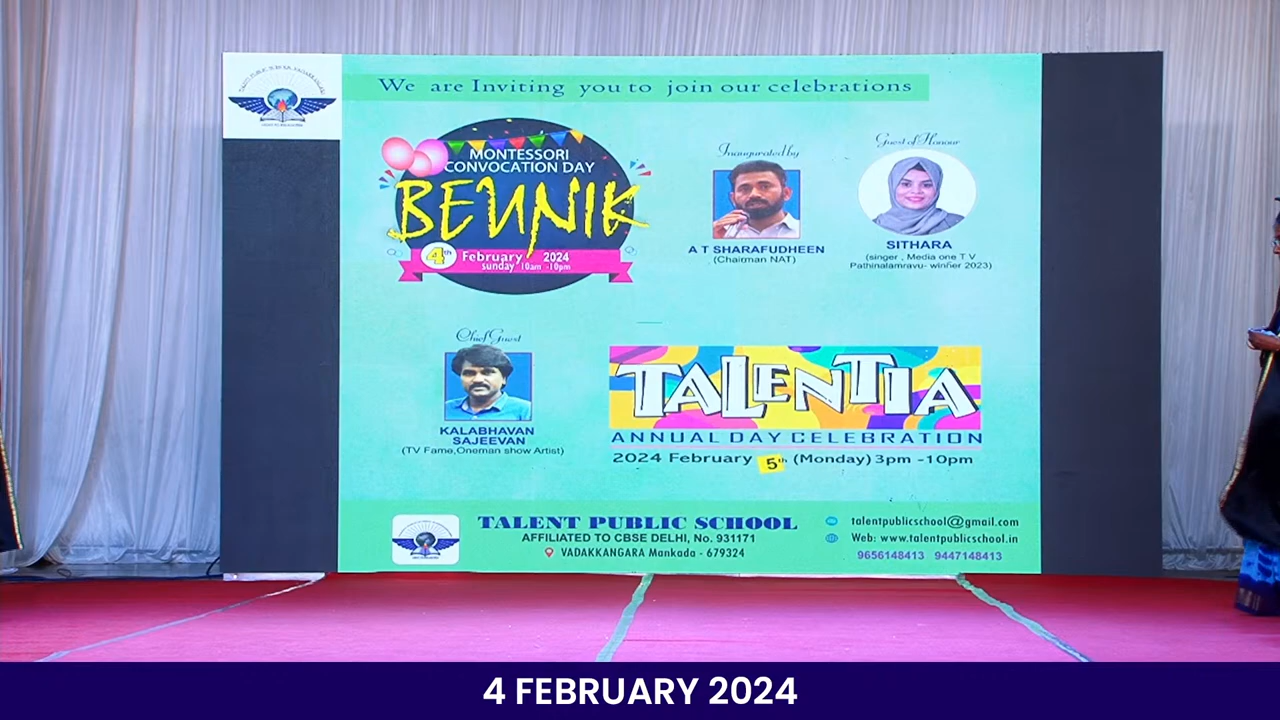 We are Inviting you to join our celebrations
MONTESSORI
CONVOCATION DAY
BEUNIK
4th February 2024
sunday 10am -10pm
Inaugurated by
A T SHARAFUDHEEN
(Chairman NAT)
Guest of Honour
SITHARA
(singer , Media one T V
Pathinalamravu- winner 2023)
Chief Guest
KALABHAVAN
SAJEEVAN
(TV Fame,Oneman show Artist)
TALENTIA
ANNUAL DAY CELEBRATION
2024 February 5th (Monday) 3pm -10pm
TALENT PUBLIC SCHOOL
AFFILIATED TO CBSE DELHI, No. 931171
VADAKKANGARA Mankada - 679324
talentpublicschool@gmail.com
Web: www.talentpublicschool.in
9656148413 9447148413
4 FEBRUARY 2024